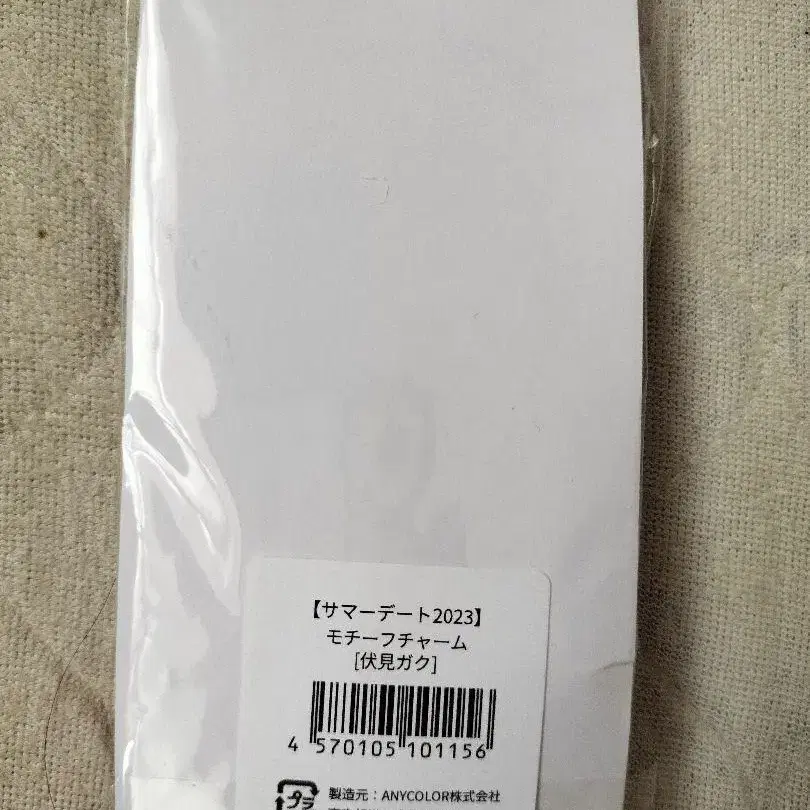 【サマーデート2023】
モチーフチャーム
[伏見ガク]
4 570105 101156
プラ
製造元：ANYCOLOR株式会社